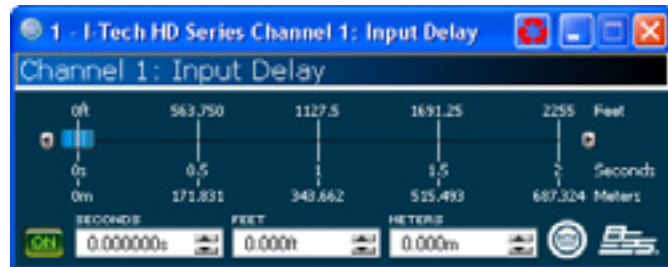 1 - I-Tech HD Series Channel 1: Input Delay
Channel 1: Input Delay
0ft 563.750 1127.5 1691.25 2255 Feet
0s 0.5 1 1.5 2 Seconds
0m 171.831 343.662 515.493 687.324 Meters
SECONDS FEET METERS
ON 0.000000s 0.000ft 0.000m BSS